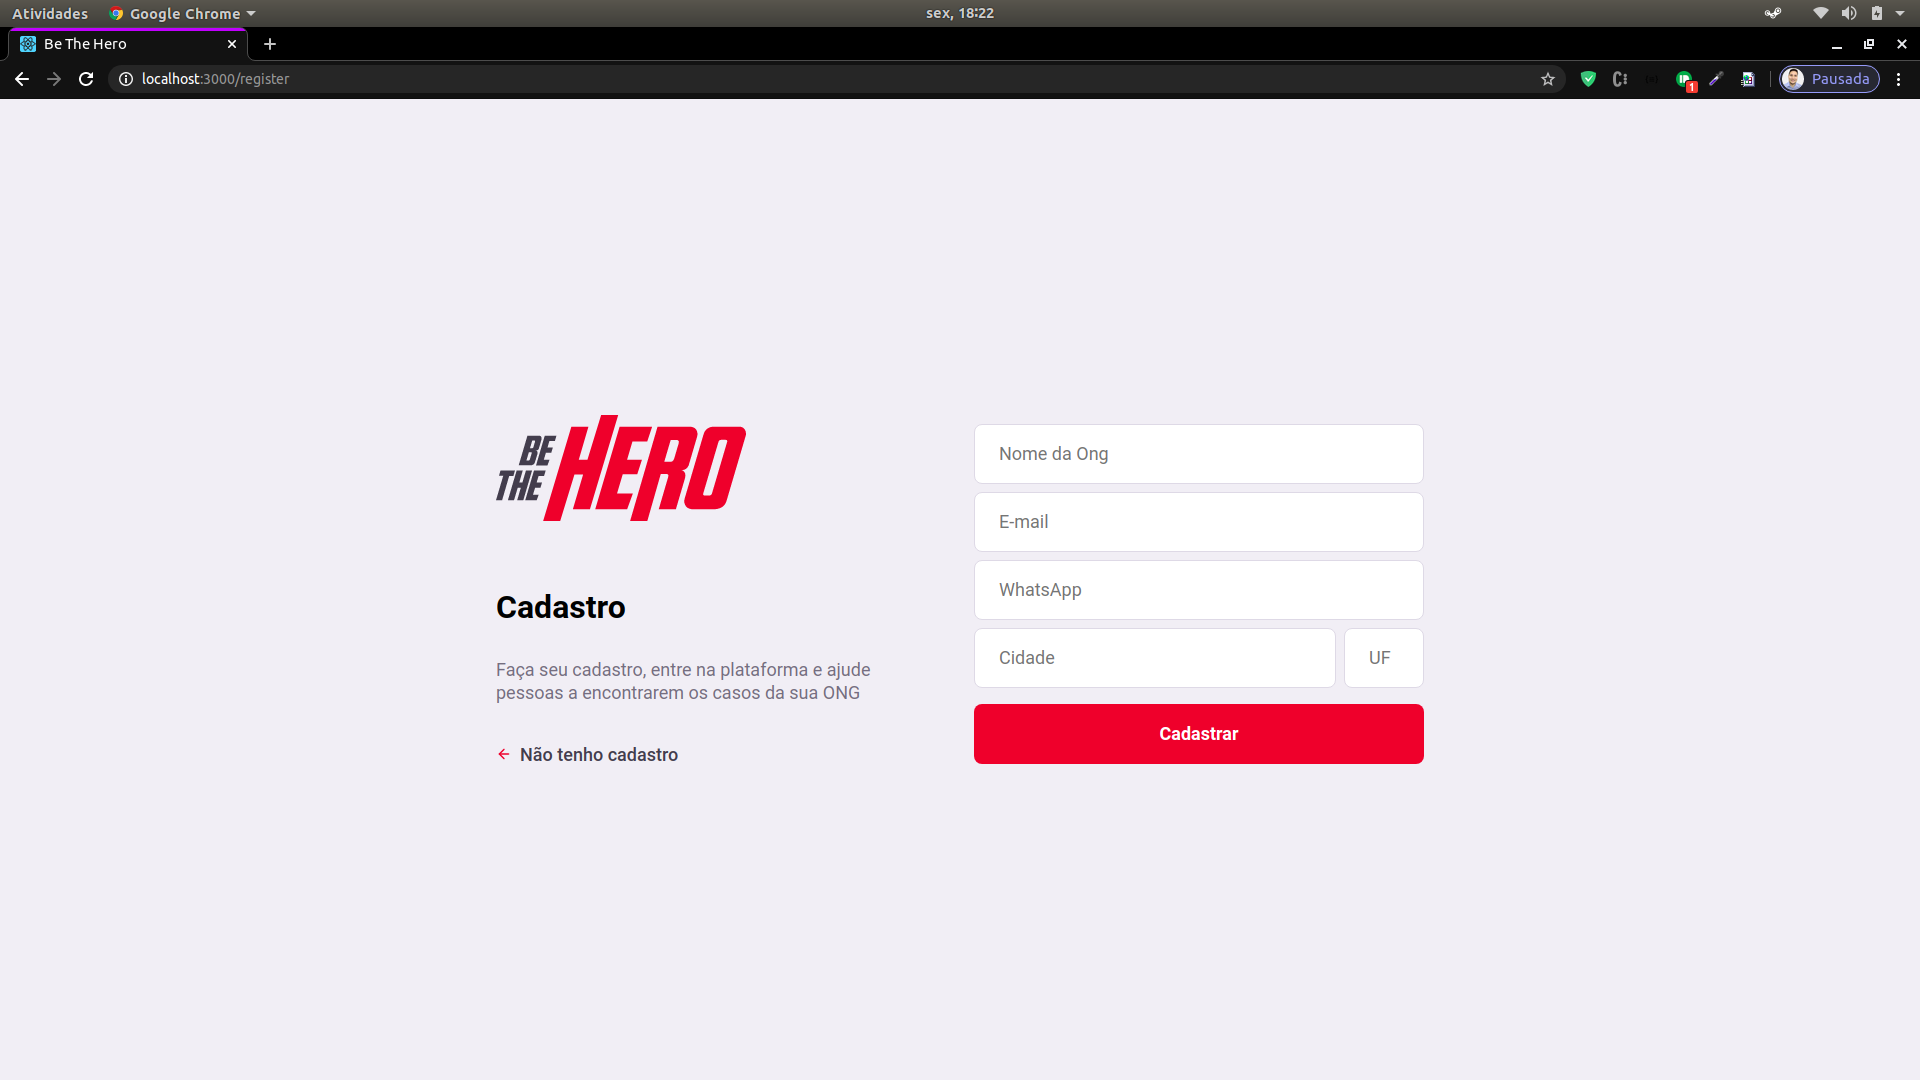 Atividades
Google Chrome
sex, 18:22
Be The Hero
localhost:3000/register
1
Pausada
BE
THE
HERO
Cadastro
Faça seu cadastro, entre na plataforma e ajude
pessoas a encontrarem os casos da sua ONG
Não tenho cadastro
Nome da Ong
E-mail
WhatsApp
Cidade
UF
Cadastrar